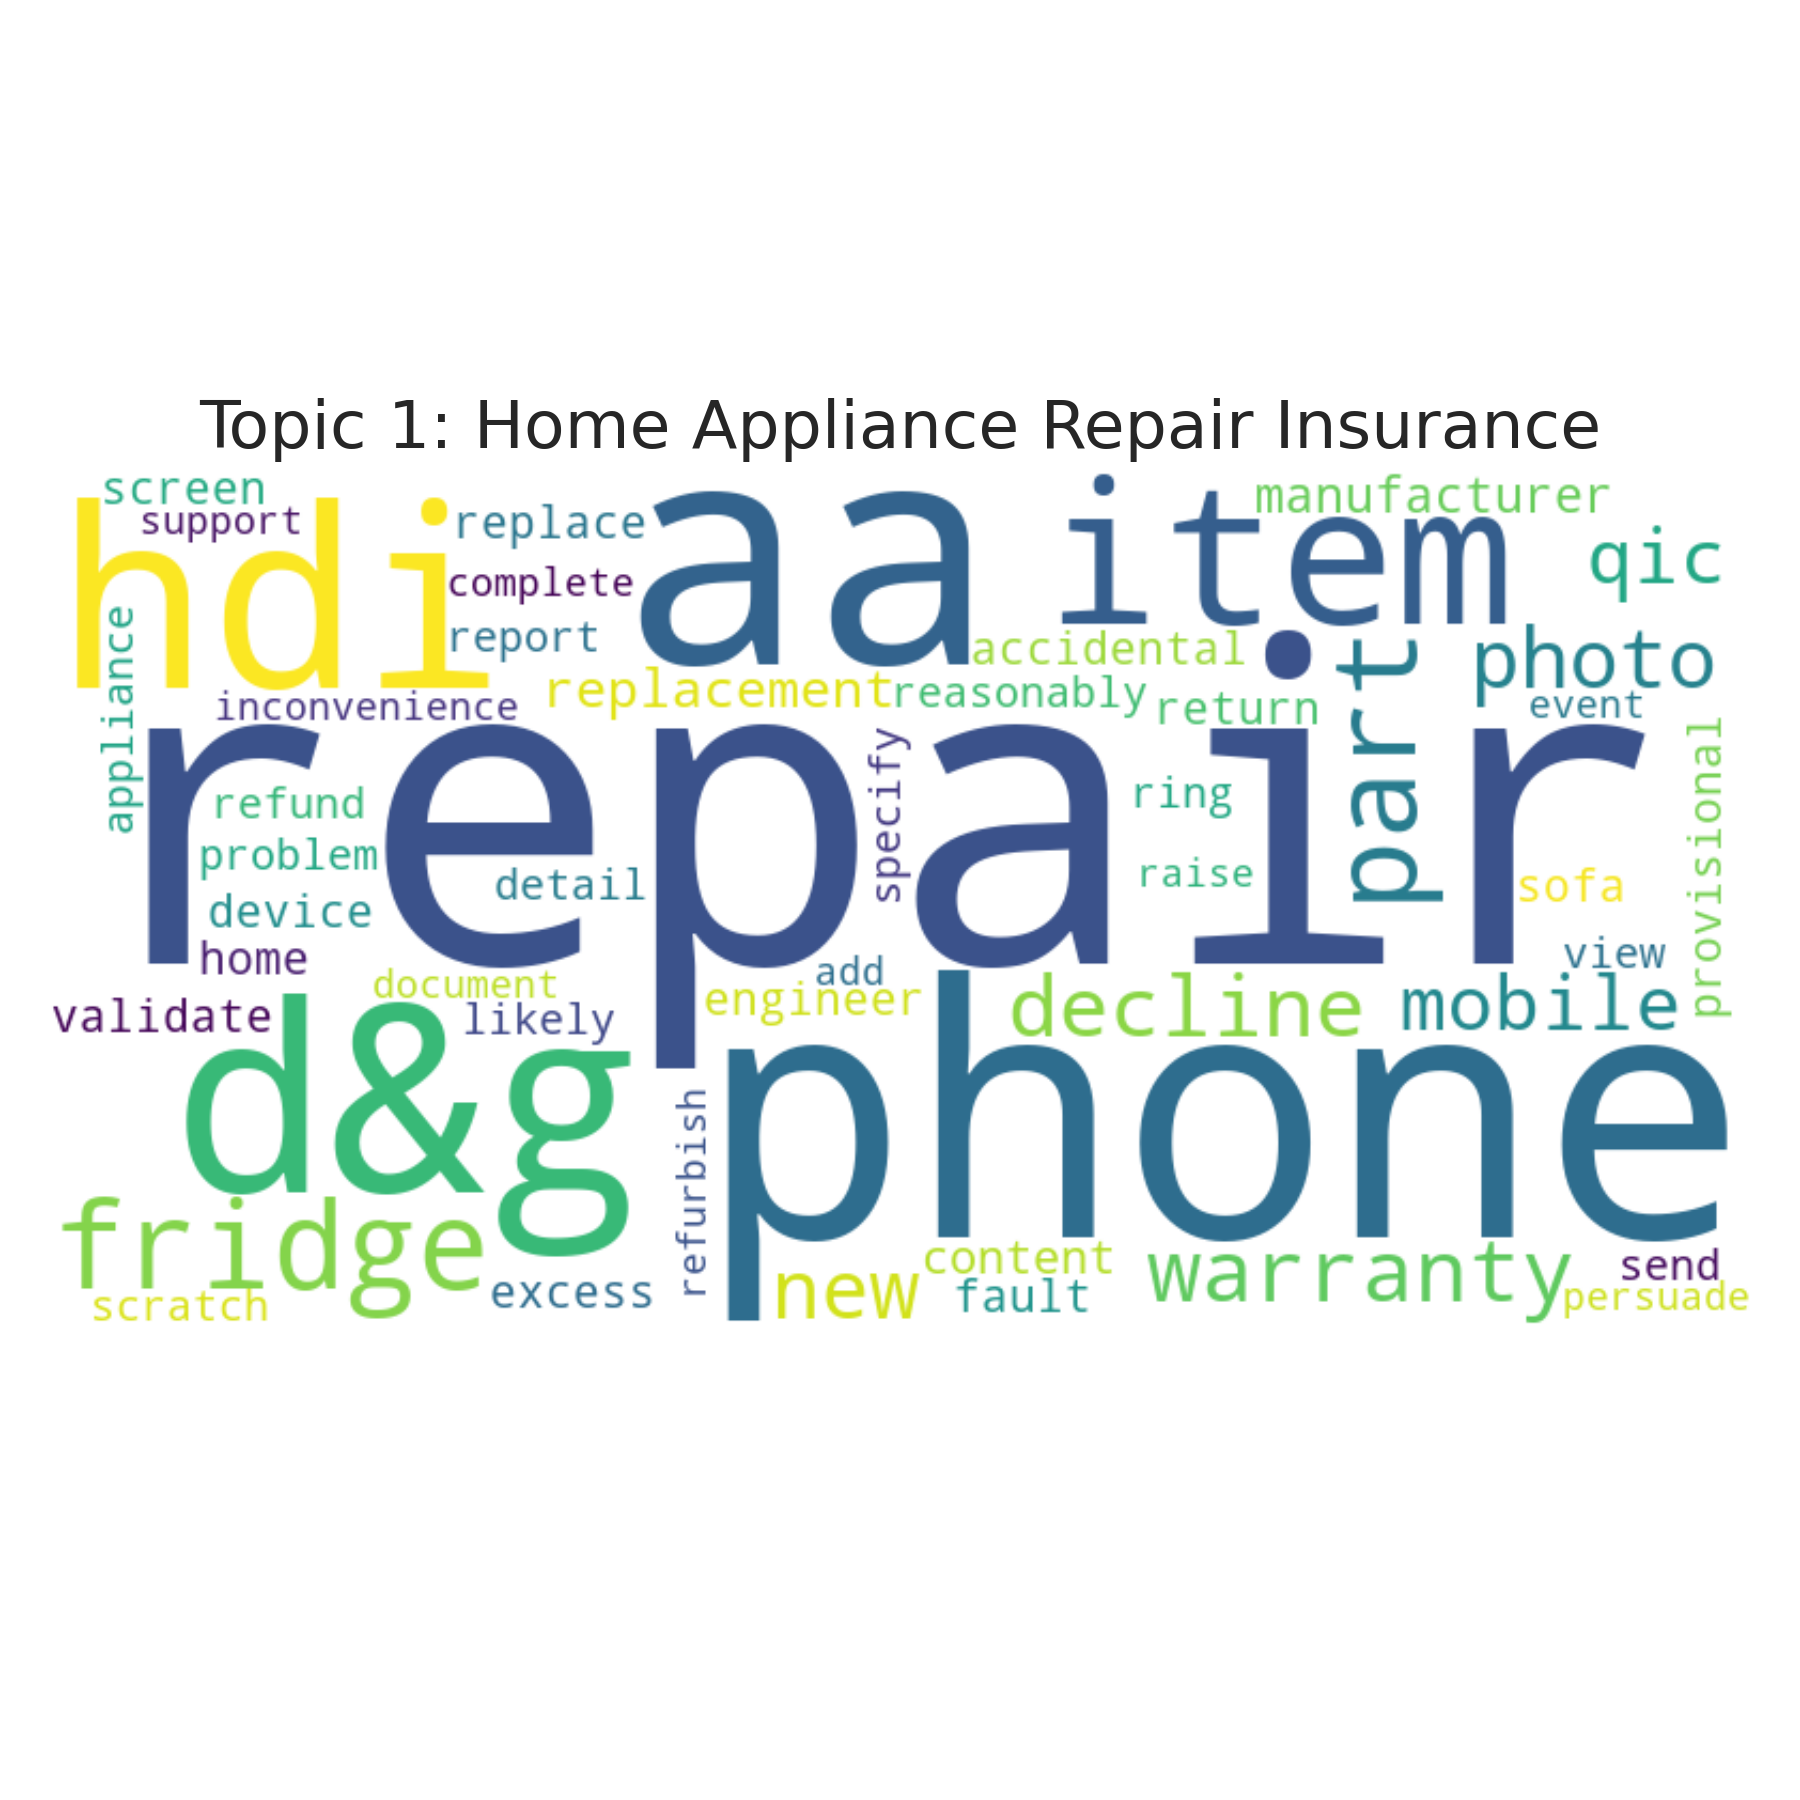 Topic 1: Home Appliance Repair Insurance
screen
support
hdi
replace
complete
report
aa
item
manufacturer
qic
accidental
part
photo
event
appliance
inconvenience
replacement
reasonably
return
repair
refund
problem
device
home
detail
specify
ring
raise
sofa
view
provisional
validate
document
likely
add
engineer
decline
mobile
d&g
phone
refurbish
fridge
scratch
excess
new
content
fault
warranty
send
persuade